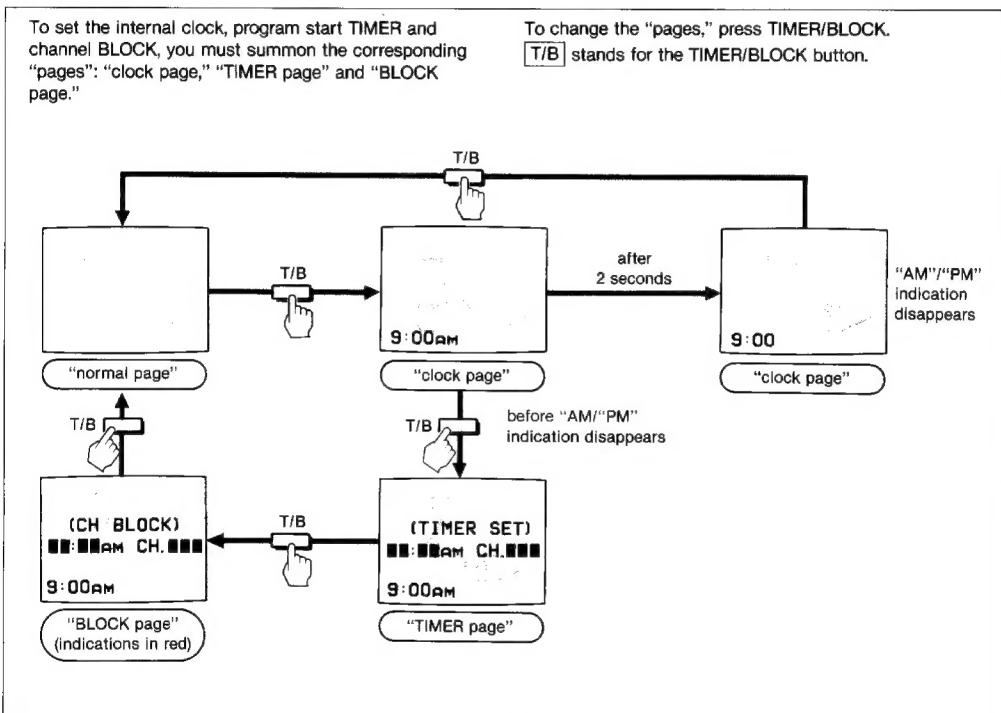 To set the internal clock, program start TIMER and
channel BLOCK, you must summon the corresponding
"pages": "clock page," "TIMER page" and "BLOCK
page."
To change the "pages," press TIMER/BLOCK.
T/B stands for the TIMER/BLOCK button.
T/B
T/B
after
2 seconds
"AM"/"PM"
indication
disappears
9:00AM
9:00
"normal page"
"clock page"
"clock page"
T/B
T/B
before "AM/"PM"
indication disappears
(CH BLOCK)
■■:■■AM CH.■■■
9:00AM
T/B
(TIMER SET)
■■:■■AM CH.■■■
9:00AM
"BLOCK page"
(indications in red)
"TIMER page"